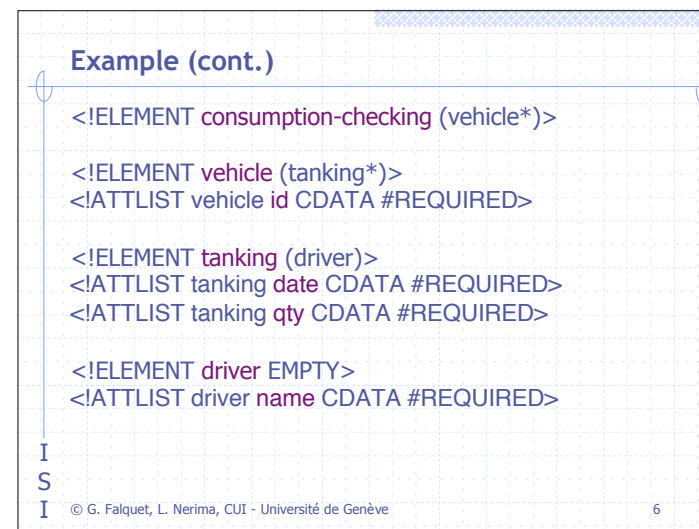 Example (cont.)
<!ELEMENT consumption-checking (vehicle*)>
<!ELEMENT vehicle (tanking*)>
<!ATTLIST vehicle id CDATA #REQUIRED>
<!ELEMENT tanking (driver)>
<!ATTLIST tanking date CDATA #REQUIRED>
<!ATTLIST tanking qty CDATA #REQUIRED>
<!ELEMENT driver EMPTY>
<!ATTLIST driver name CDATA #REQUIRED>
I
S
I © G. Falquet, L. Nerima, CUI - Université de Genève 6